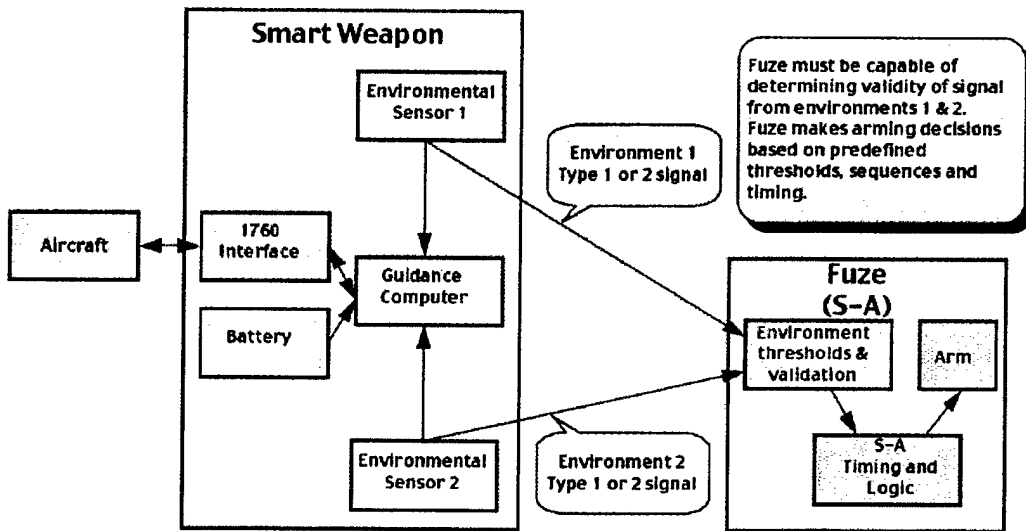 Smart Weapon
Environmental
Sensor 1
Fuze must be capable of
determining validity of signal
from environments 1 & 2.
Fuze makes arming decisions
based on predefined
thresholds, sequences and
timing.
Environment 1
Type 1 or 2 signal
Aircraft
1760
Interface
Guidance
Computer
Battery
Fuze
(S-A)
Environment
thresholds &
validation
Arm
S-A
Timing and
Logic
Environmental
Sensor 2
Environment 2
Type 1 or 2 signal